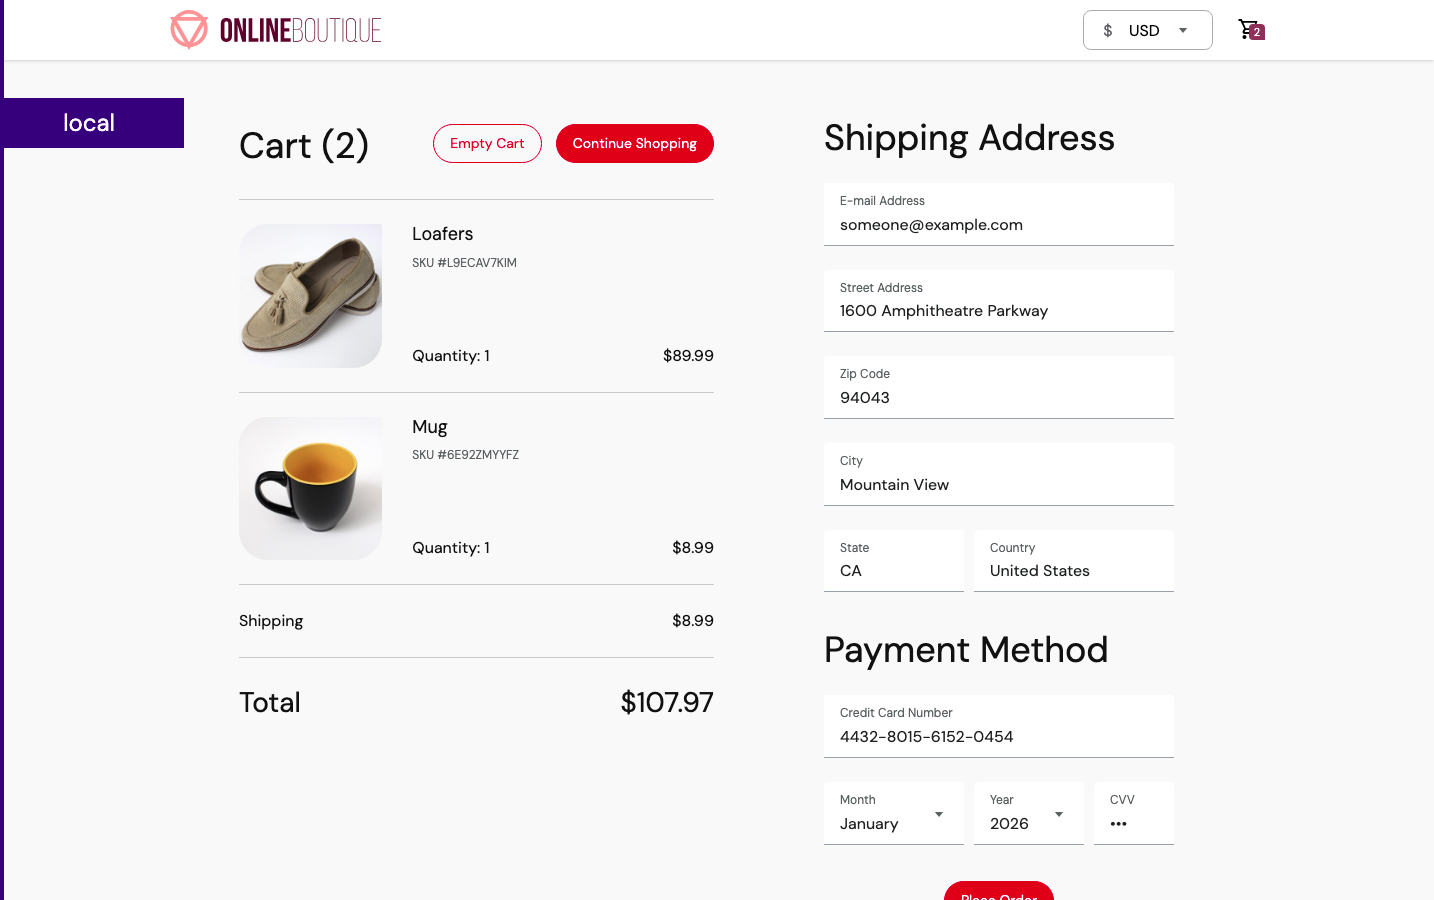 ONLINEBOUTIQUE
$ USD
2
local
Cart (2)
Empty Cart
Continue Shopping
Loafers
SKU #L9ECAV7KIM
Quantity: 1
$89.99
Mug
SKU #6E92ZMYYFZ
Quantity: 1
$8.99
Shipping
$8.99
Total
$107.97
Shipping Address
E-mail Address
someone@example.com
Street Address
1600 Amphitheatre Parkway
Zip Code
94043
City
Mountain View
State
CA
Country
United States
Payment Method
Credit Card Number
4432-8015-6152-0454
Month
January
Year
2026
CVV
•••
Place Order